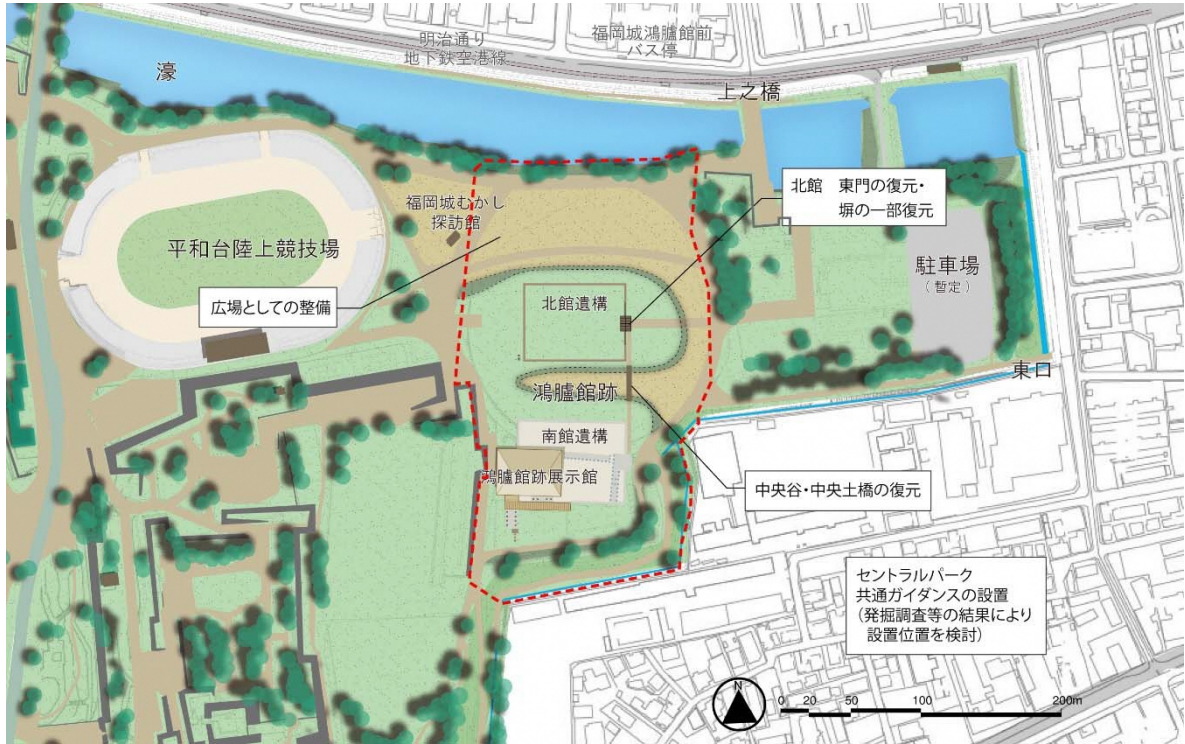 明治通り
地下鉄空港線
福岡城鴻臚館前
バス停
濠
上之橋
北館 東門の復元・
塀の一部復元
福岡城むかし
探訪館
平和台陸上競技場
駐車場
(暫定)
広場としての整備
北館遺構
東口
鴻臚館跡
南館遺構
鴻臚館跡展示館
中央谷・中央土橋の復元
セントラルパーク
共通ガイダンスの設置
(発掘調査等の結果により
設置位置を検討)
N
0 20 50 100 200m